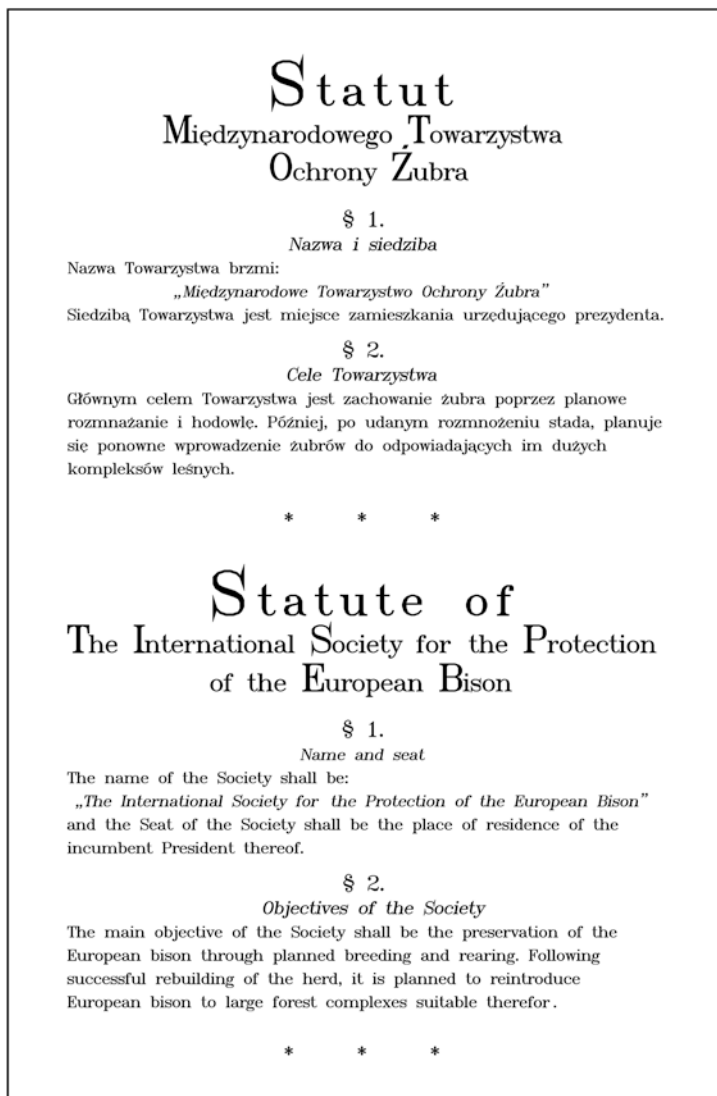 Statut
Międzynarodowego Towarzystwa
Ochrony Żubra
§ 1.
Nazwa i siedziba
Nazwa Towarzystwa brzmi:
„Międzynarodowe Towarzystwo Ochrony Żubra”
Siedzibą Towarzystwa jest miejsce zamieszkania urzędującego prezydenta.
§ 2.
Cele Towarzystwa
Głównym celem Towarzystwa jest zachowanie żubra poprzez planowe
rozmnażanie i hodowlę. Później, po udanym rozmnożeniu stada, planuje
się ponowne wprowadzenie żubrów do odpowiadających im dużych
kompleksów leśnych.
* * *
Statute of
The International Society for the Protection
of the European Bison
§ 1.
Name and seat
The name of the Society shall be:
„The International Society for the Protection of the European Bison”
and the Seat of the Society shall be the place of residence of the
incumbent President thereof.
§ 2.
Objectives of the Society
The main objective of the Society shall be the preservation of the
European bison through planned breeding and rearing. Following
successful rebuilding of the herd, it is planned to reintroduce
European bison to large forest complexes suitable therefor.
* * *